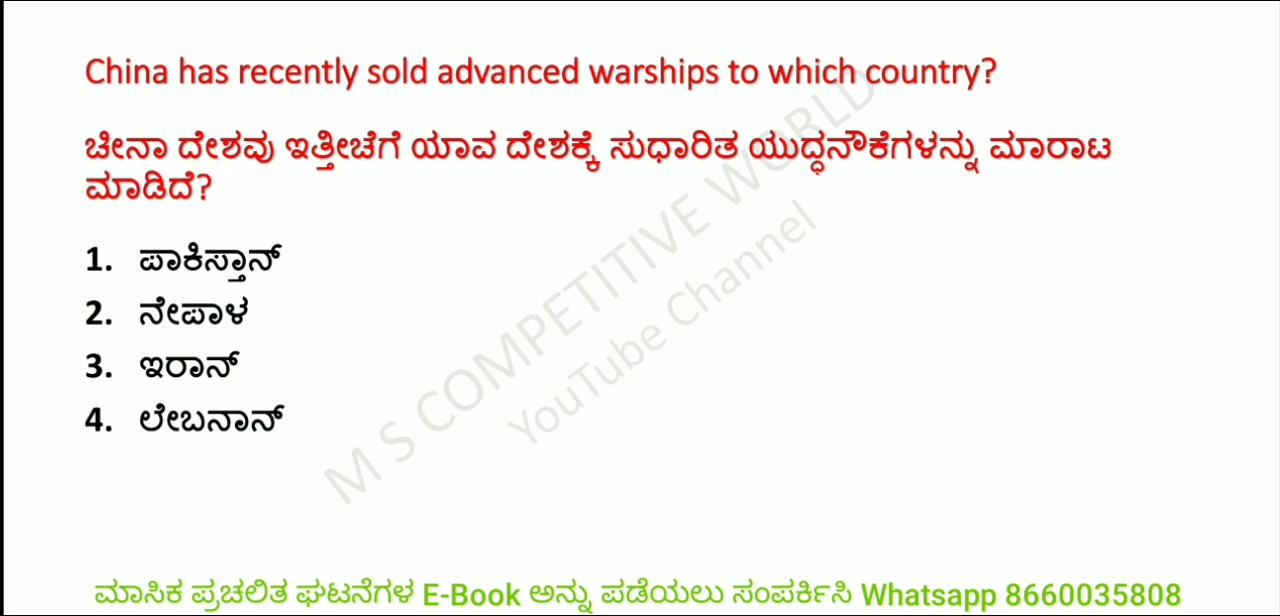 China has recently sold advanced warships to which country?
ಚೀನಾ ದೇಶವು ಇತ್ತೀಚೆಗೆ ಯಾವ ದೇಶಕ್ಕೆ ಸುಧಾರಿತ ಯುದ್ಧನೌಕೆಗಳನ್ನು ಮಾರಾಟ
ಮಾಡಿದೆ?
1. ಪಾಕಿಸ್ತಾನ್
2. ನೇಪಾಳ
3. ಇರಾನ್
4. ಲೇಬನಾನ್
M S COMPETITIVE WORLD
YouTube Channel
ಮಾಸಿಕ ಪ್ರಚಲಿತ ಘಟನೆಗಳ E-Book ಅನ್ನು ಪಡೆಯಲು ಸಂಪರ್ಕಿಸಿ Whatsapp 8660035808